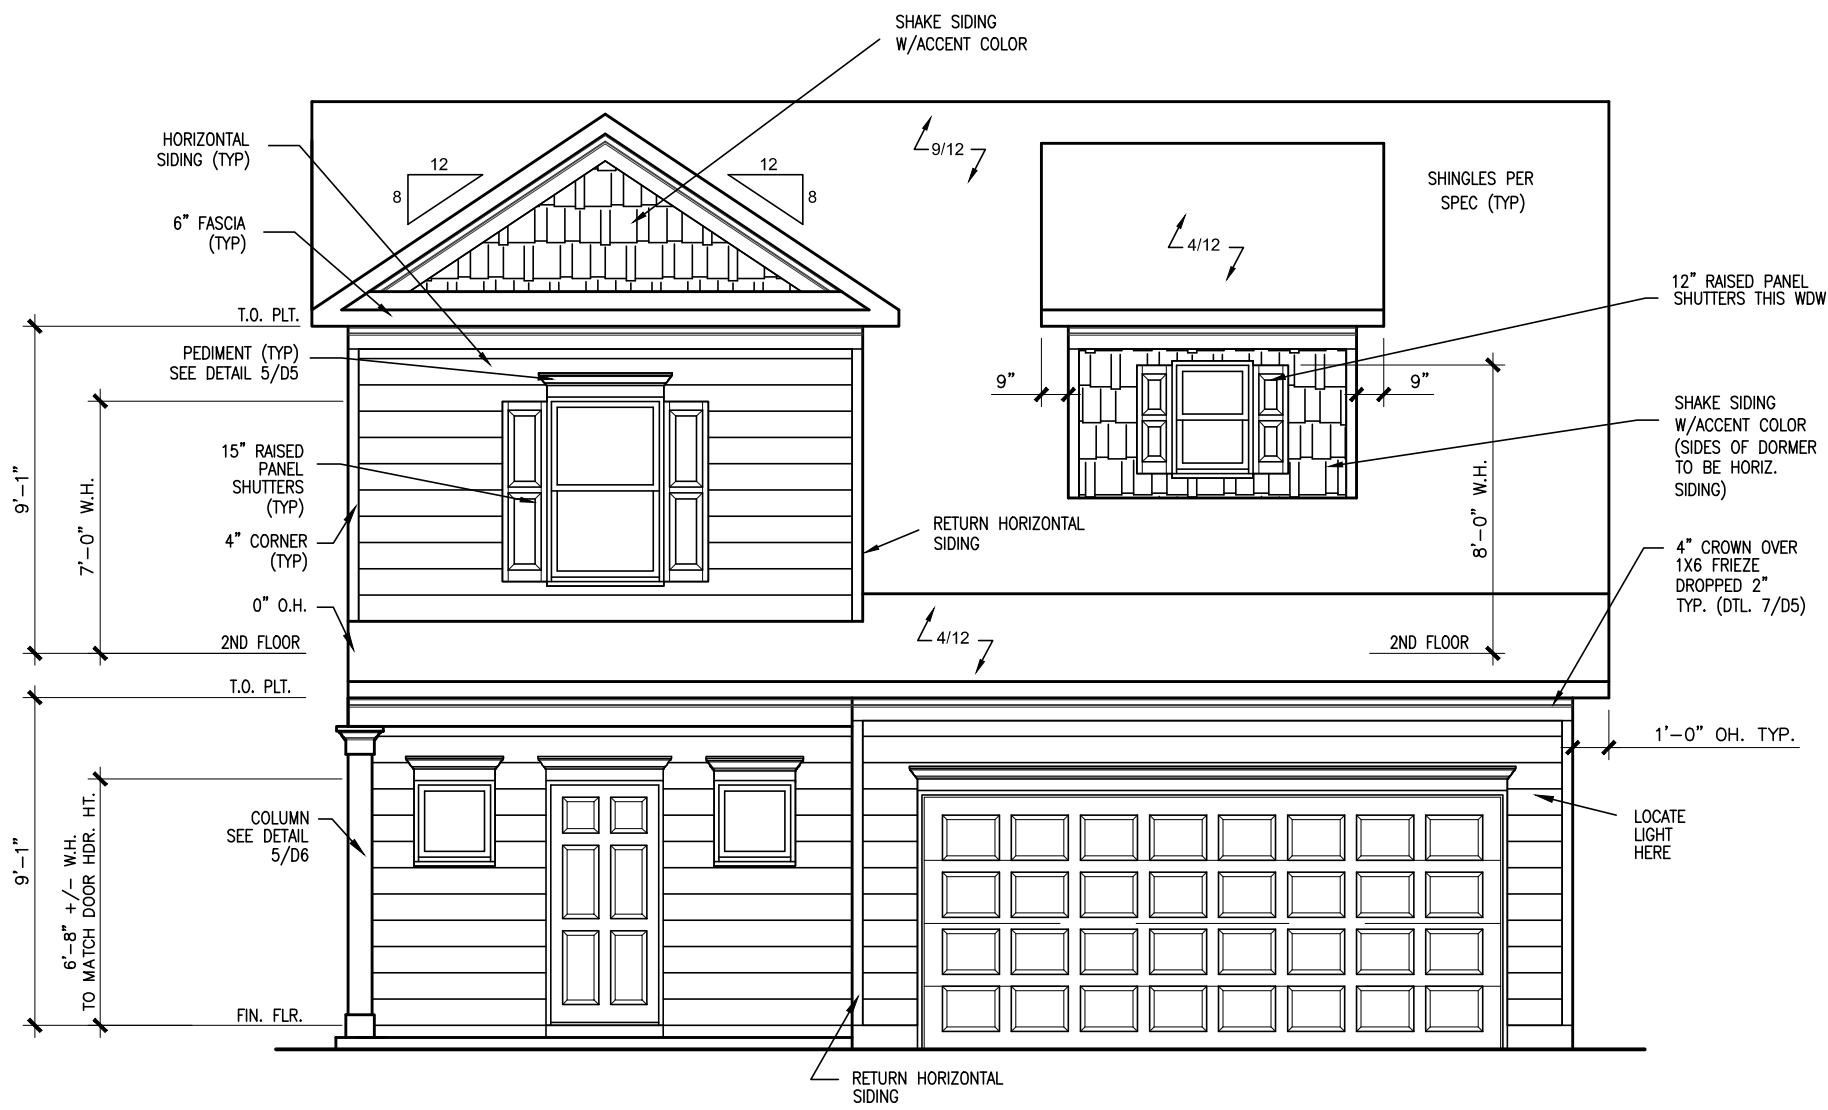 SHAKE SIDING
W/ACCENT COLOR
HORIZONTAL
SIDING (TYP)
12
8
12
8
9/12
SHINGLES PER
SPEC (TYP)
6" FASCIA
(TYP)
4/12
12" RAISED PANEL
SHUTTERS THIS WDW
T.O. PLT.
PEDIMENT (TYP)
SEE DETAIL 5/D5
9"
9"
SHAKE SIDING
W/ACCENT COLOR
(SIDES OF DORMER
TO BE HORIZ.
SIDING)
15" RAISED
PANEL
SHUTTERS
(TYP)
9'-1"
7'-0" W.H.
8'-0" W.H.
4" CORNER
(TYP)
RETURN HORIZONTAL
SIDING
4" CROWN OVER
1X6 FRIEZE
DROPPED 2"
TYP. (DTL. 7/D5)
0" O.H.
2ND FLOOR
4/12
2ND FLOOR
T.O. PLT.
1'-0" OH. TYP.
COLUMN
SEE DETAIL
5/D6
LOCATE
LIGHT
HERE
9'-1"
6'-8" +/- W.H.
TO MATCH DOOR HDR. HT.
FIN. FLR.
RETURN HORIZONTAL
SIDING